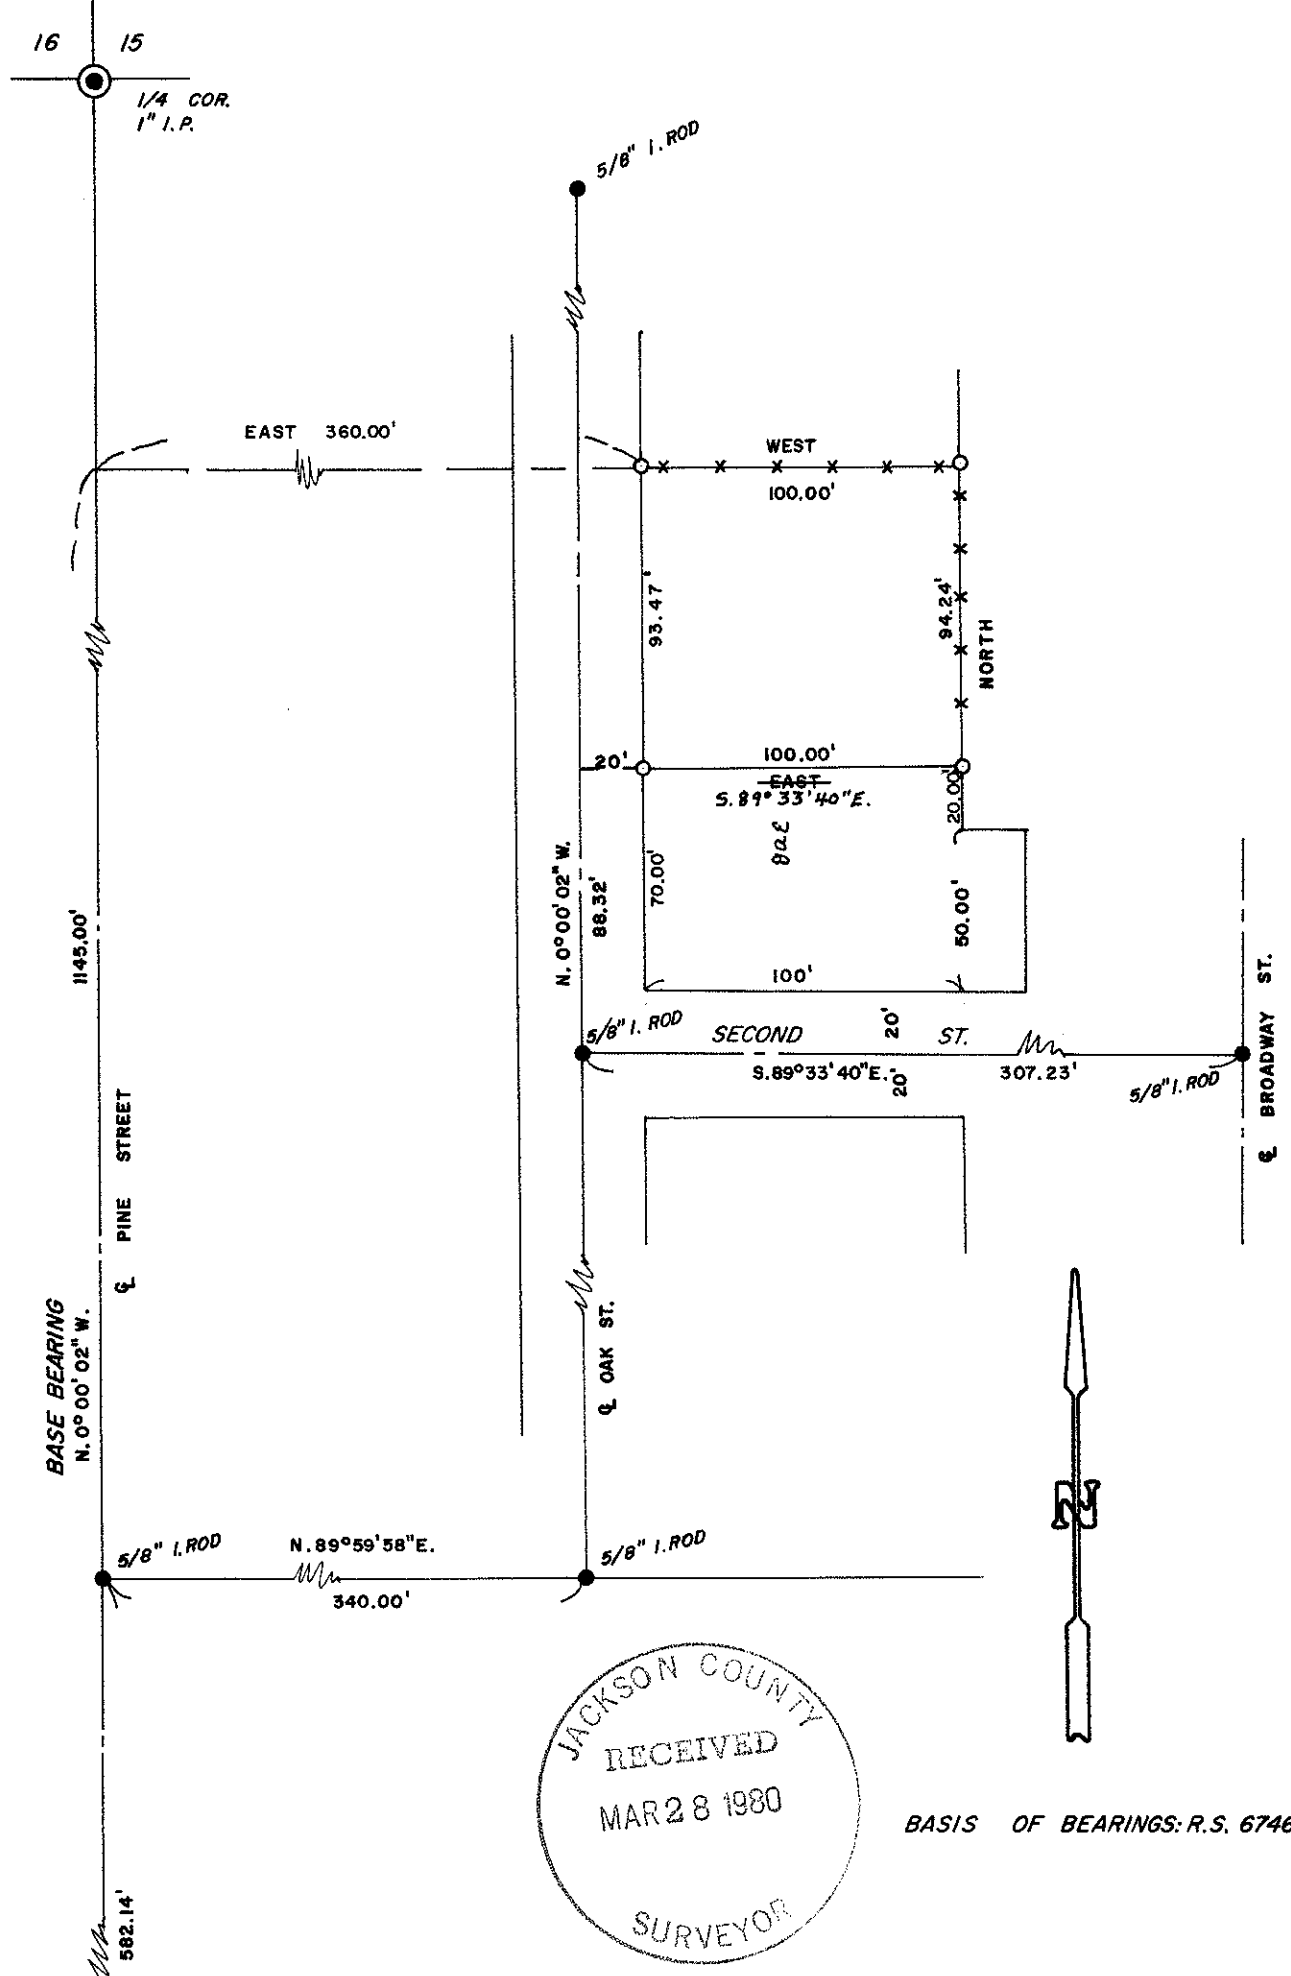 16 15
1/4 COR.
1" I.P.
5/8" I. ROD
EAST 360.00'
WEST
100.00'
93.47'
94.24'
NORTH
20'
100.00'
EAST
S. 89° 33' 40" E.
20.00'
N. 0° 00' 02" W.
88.32'
70.00'
50.00'
1145.00'
100'
5/8" I. ROD
SECOND ST.
20'
S. 89° 33' 40" E.
20'
307.23'
5/8" I. ROD
℄ BROADWAY ST.
℄ PINE STREET
BASE BEARING
N. 0° 00' 02" W.
℄ OAK ST.
N
5/8" I. ROD
N. 89° 59' 58" E.
340.00'
5/8" I. ROD
JACKSON COUNTY
RECEIVED
MAR 28 1980
SURVEYOR
BASIS OF BEARINGS: R.S. 6746
582.14'